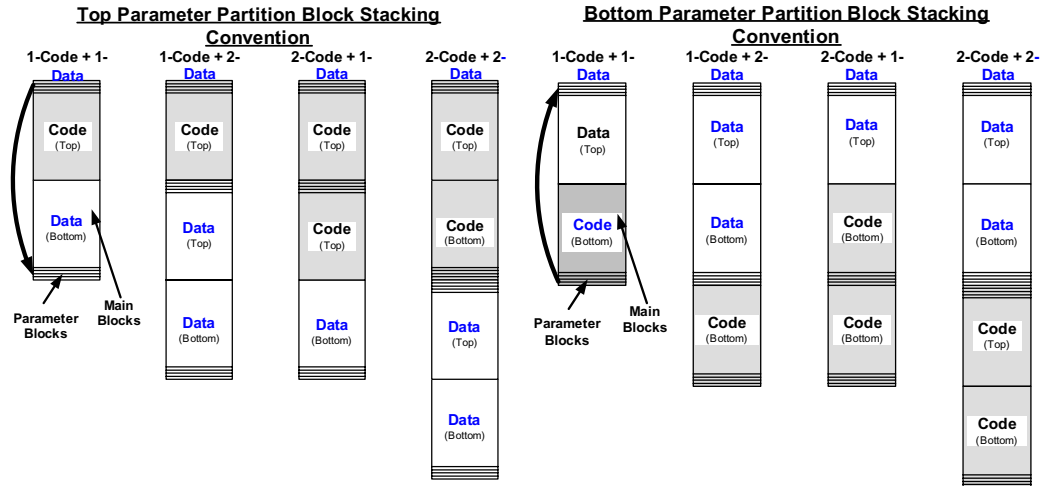 Top Parameter Partition Block Stacking
Convention
1-Code + 1-
Data
1-Code + 2-
Data
2-Code + 1-
Data
2-Code + 2-
Data
Code
(Top)
Data
(Bottom)
Parameter
Blocks
Main
Blocks
Code
(Top)
Data
(Top)
Data
(Bottom)
Code
(Top)
Code
(Top)
Data
(Bottom)
Code
(Top)
Code
(Bottom)
Data
(Top)
Data
(Bottom)
Bottom Parameter Partition Block Stacking
Convention
1-Code + 1-
Data
1-Code + 2-
Data
2-Code + 1-
Data
2-Code + 2-
Data
Data
(Top)
Code
(Bottom)
Parameter
Blocks
Main
Blocks
Data
(Top)
Data
(Bottom)
Code
(Bottom)
Data
(Top)
Code
(Bottom)
Code
(Bottom)
Data
(Top)
Data
(Bottom)
Code
(Top)
Code
(Bottom)